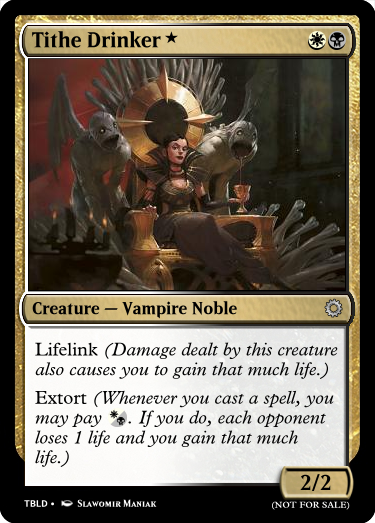 Tithe Drinker ★
Creature — Vampire Noble
Lifelink (Damage dealt by this creature
also causes you to gain that much life.)
Extort (Whenever you cast a spell, you
may pay . If you do, each opponent
loses 1 life and you gain that much
life.)
2/2
TBLD • Slawomir Maniak
(NOT FOR SALE)